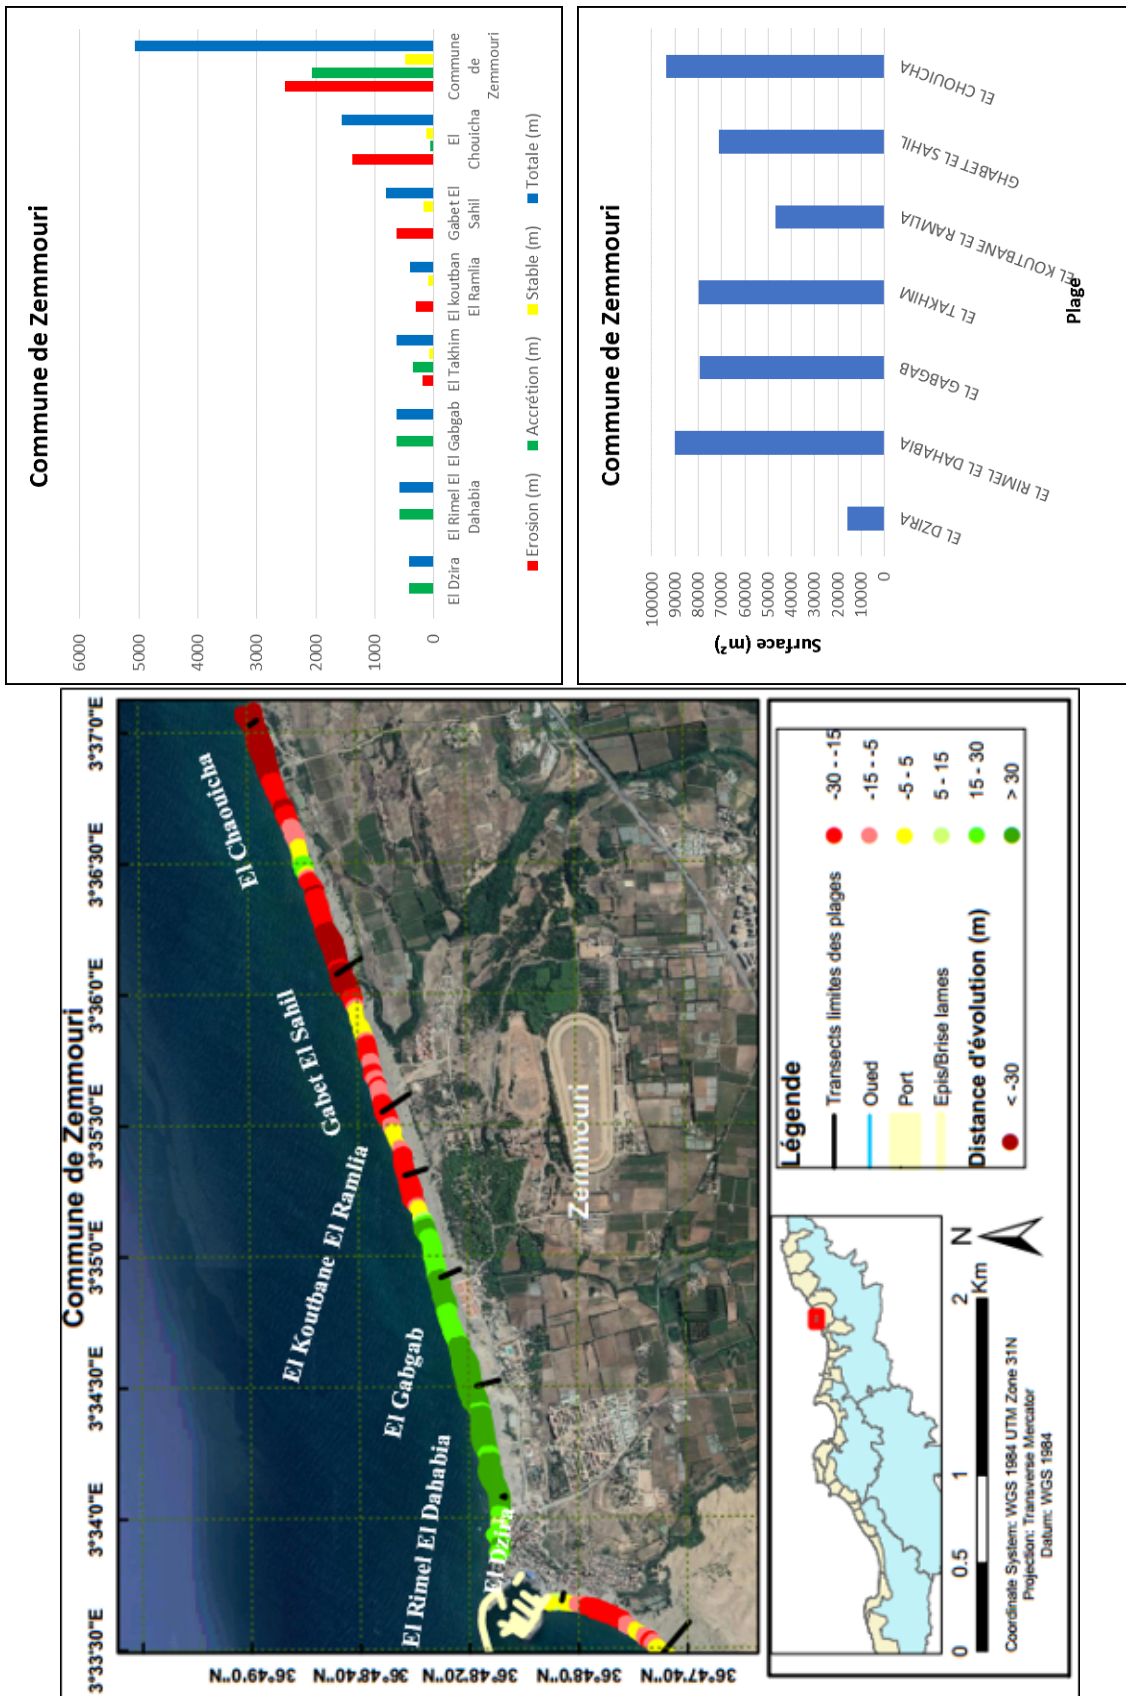 Commune de Zemmouri
3°33'30"E
3°34'0"E
3°34'30"E
3°35'0"E
3°35'30"E
3°36'0"E
3°36'30"E
3°37'0"E
36°49'0"N
36°48'40"N
36°48'20"N
36°48'0"N
36°47'40"N
El Rimel El Dahabia
El Dzira
El Gabgab
El Koutbane El Ramlia
Gabet El Sahil
El Chaouicha
Zemmouri
0 0.5 1 2
Km
N
Coordinate System: WGS 1984 UTM Zone 31N
Projection: Transverse Mercator
Datum: WGS 1984
Légende
Transects limites des plages
Oued
Port
Epis/Brise lames
Distance d'évolution (m)
< -30
-30 - -15
-15 - -5
-5 - 5
5 - 15
15 - 30
> 30
Commune de Zemmouri
6000
5000
4000
3000
2000
1000
0
El Dzira
El Rimel El
Dahabia
El Gabgab
El Takhim
El koutban
El Ramlia
Gabet El
Sahil
El
Chouicha
Commune
de
Zemmouri
Erosion (m)
Accrétion (m)
Stable (m)
Totale (m)
Commune de Zemmouri
Surface (m²)
100000
90000
80000
70000
60000
50000
40000
30000
20000
10000
0
EL DZIRA
EL RIMEL EL DAHABIA
EL GABGAB
EL TAKHIM
EL KOUTBANE EL RAMLIA
GHABET EL SAHIL
EL CHOUICHA
Plage